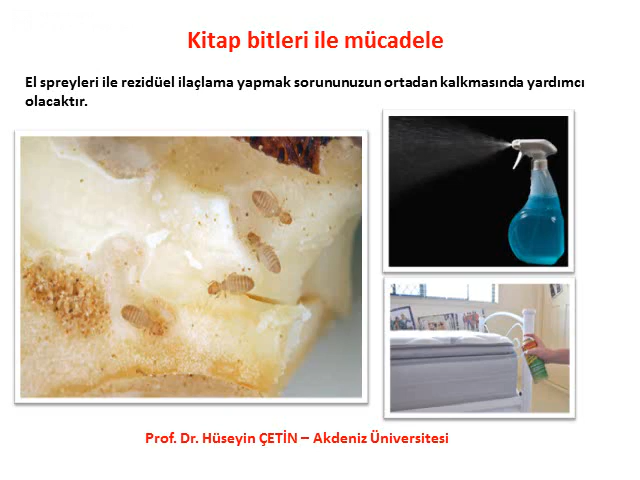 Kitap bitleri ile mücadele
El spreyleri ile rezidüel ilaçlama yapmak sorununuzun ortadan kalkmasında yardımcı
olacaktır.
Prof. Dr. Hüseyin ÇETİN – Akdeniz Üniversitesi